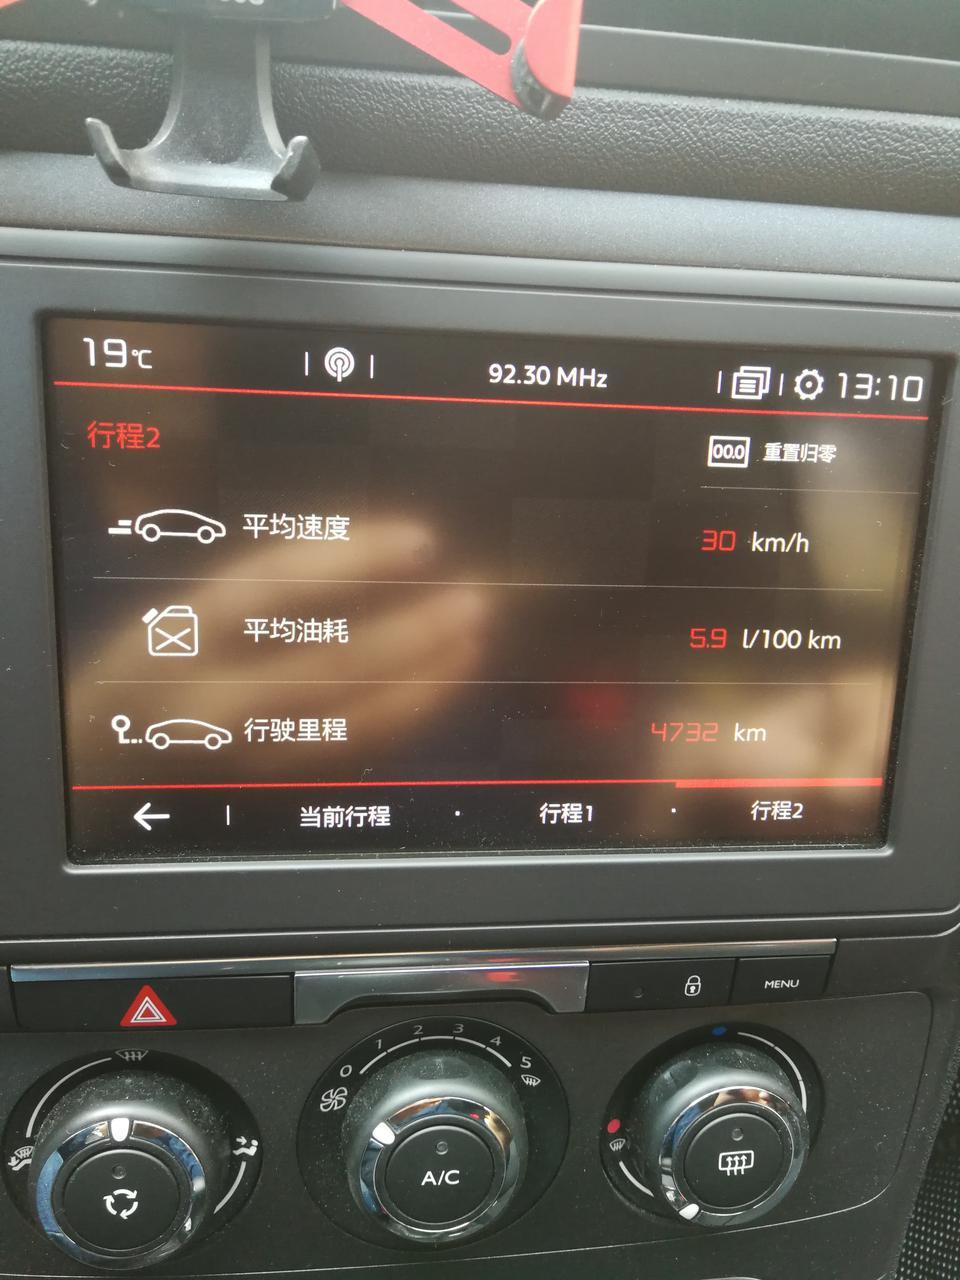 19℃
92.30 MHz
13:10
行程2
00.0 重置归零
平均速度 30 km/h
平均油耗 5.9 l/100 km
行驶里程 4732 km
当前行程 · 行程1 · 行程2
MENU
0 1 2 3 4 5
A/C